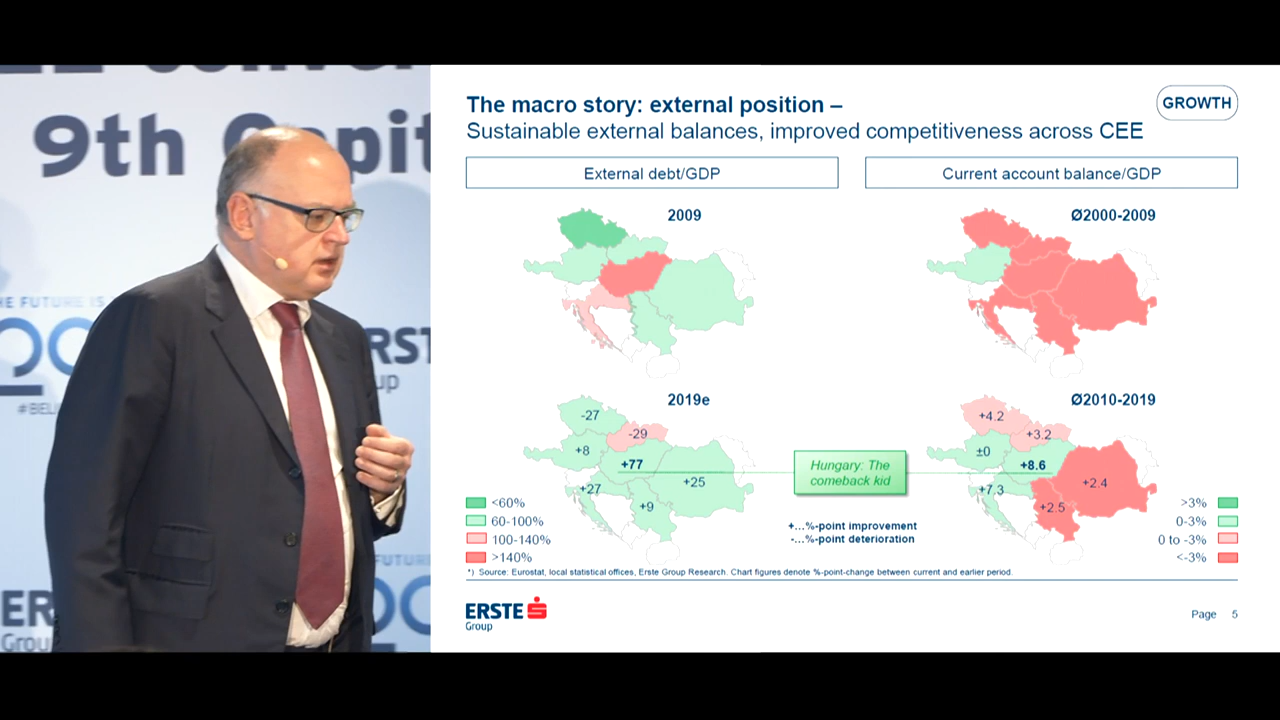 9th Capit
THE FUTURE IS
ERSTE
Group
#BEL
FUTURE
ERSTE
Group
The macro story: external position –
GROWTH
Sustainable external balances, improved competitiveness across CEE
External debt/GDP
Current account balance/GDP
2009
Ø2000-2009
2019e
Ø2010-2019
-27
-29
+8
+77
+25
+27
+9
Hungary: The
comeback kid
+4.2
+3.2
±0
+8.6
+2.4
+7.3
+2.5
<60%
60-100%
100-140%
>140%
+…%-point improvement
-…%-point deterioration
>3%
0-3%
0 to -3%
<-3%
*) Source: Eurostat, local statistical offices, Erste Group Research. Chart figures denote %-point-change between current and earlier period.
ERSTE
Group
Page 5